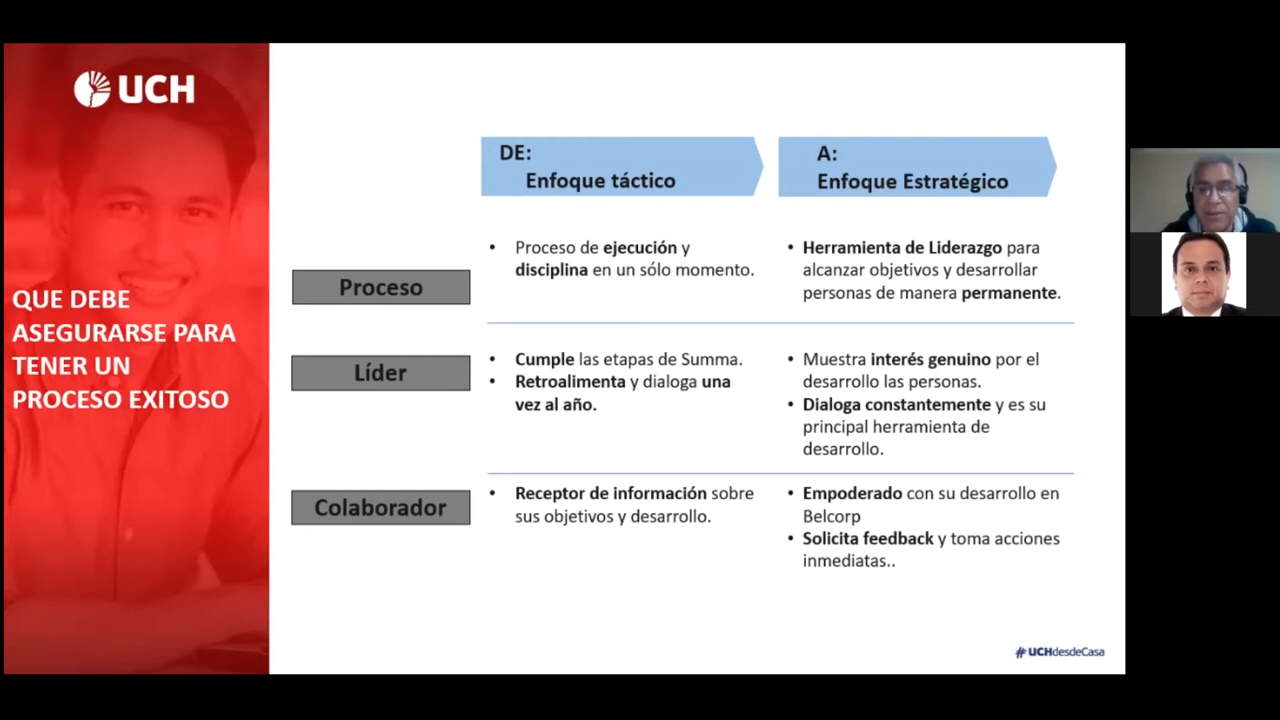 UCH
QUE DEBE
ASEGURARSE PARA
TENER UN
PROCESO EXITOSO
DE:
Enfoque táctico
A:
Enfoque Estratégico
Proceso
• Proceso de ejecución y
disciplina en un sólo momento.
• Herramienta de Liderazgo para
alcanzar objetivos y desarrollar
personas de manera permanente.
Líder
• Cumple las etapas de Summa.
• Retroalimenta y dialoga una
vez al año.
• Muestra interés genuino por el
desarrollo las personas.
• Dialoga constantemente y es su
principal herramienta de
desarrollo.
Colaborador
• Receptor de información sobre
sus objetivos y desarrollo.
• Empoderado con su desarrollo en
Belcorp
• Solicita feedback y toma acciones
inmediatas..
#UCHdesdeCasa